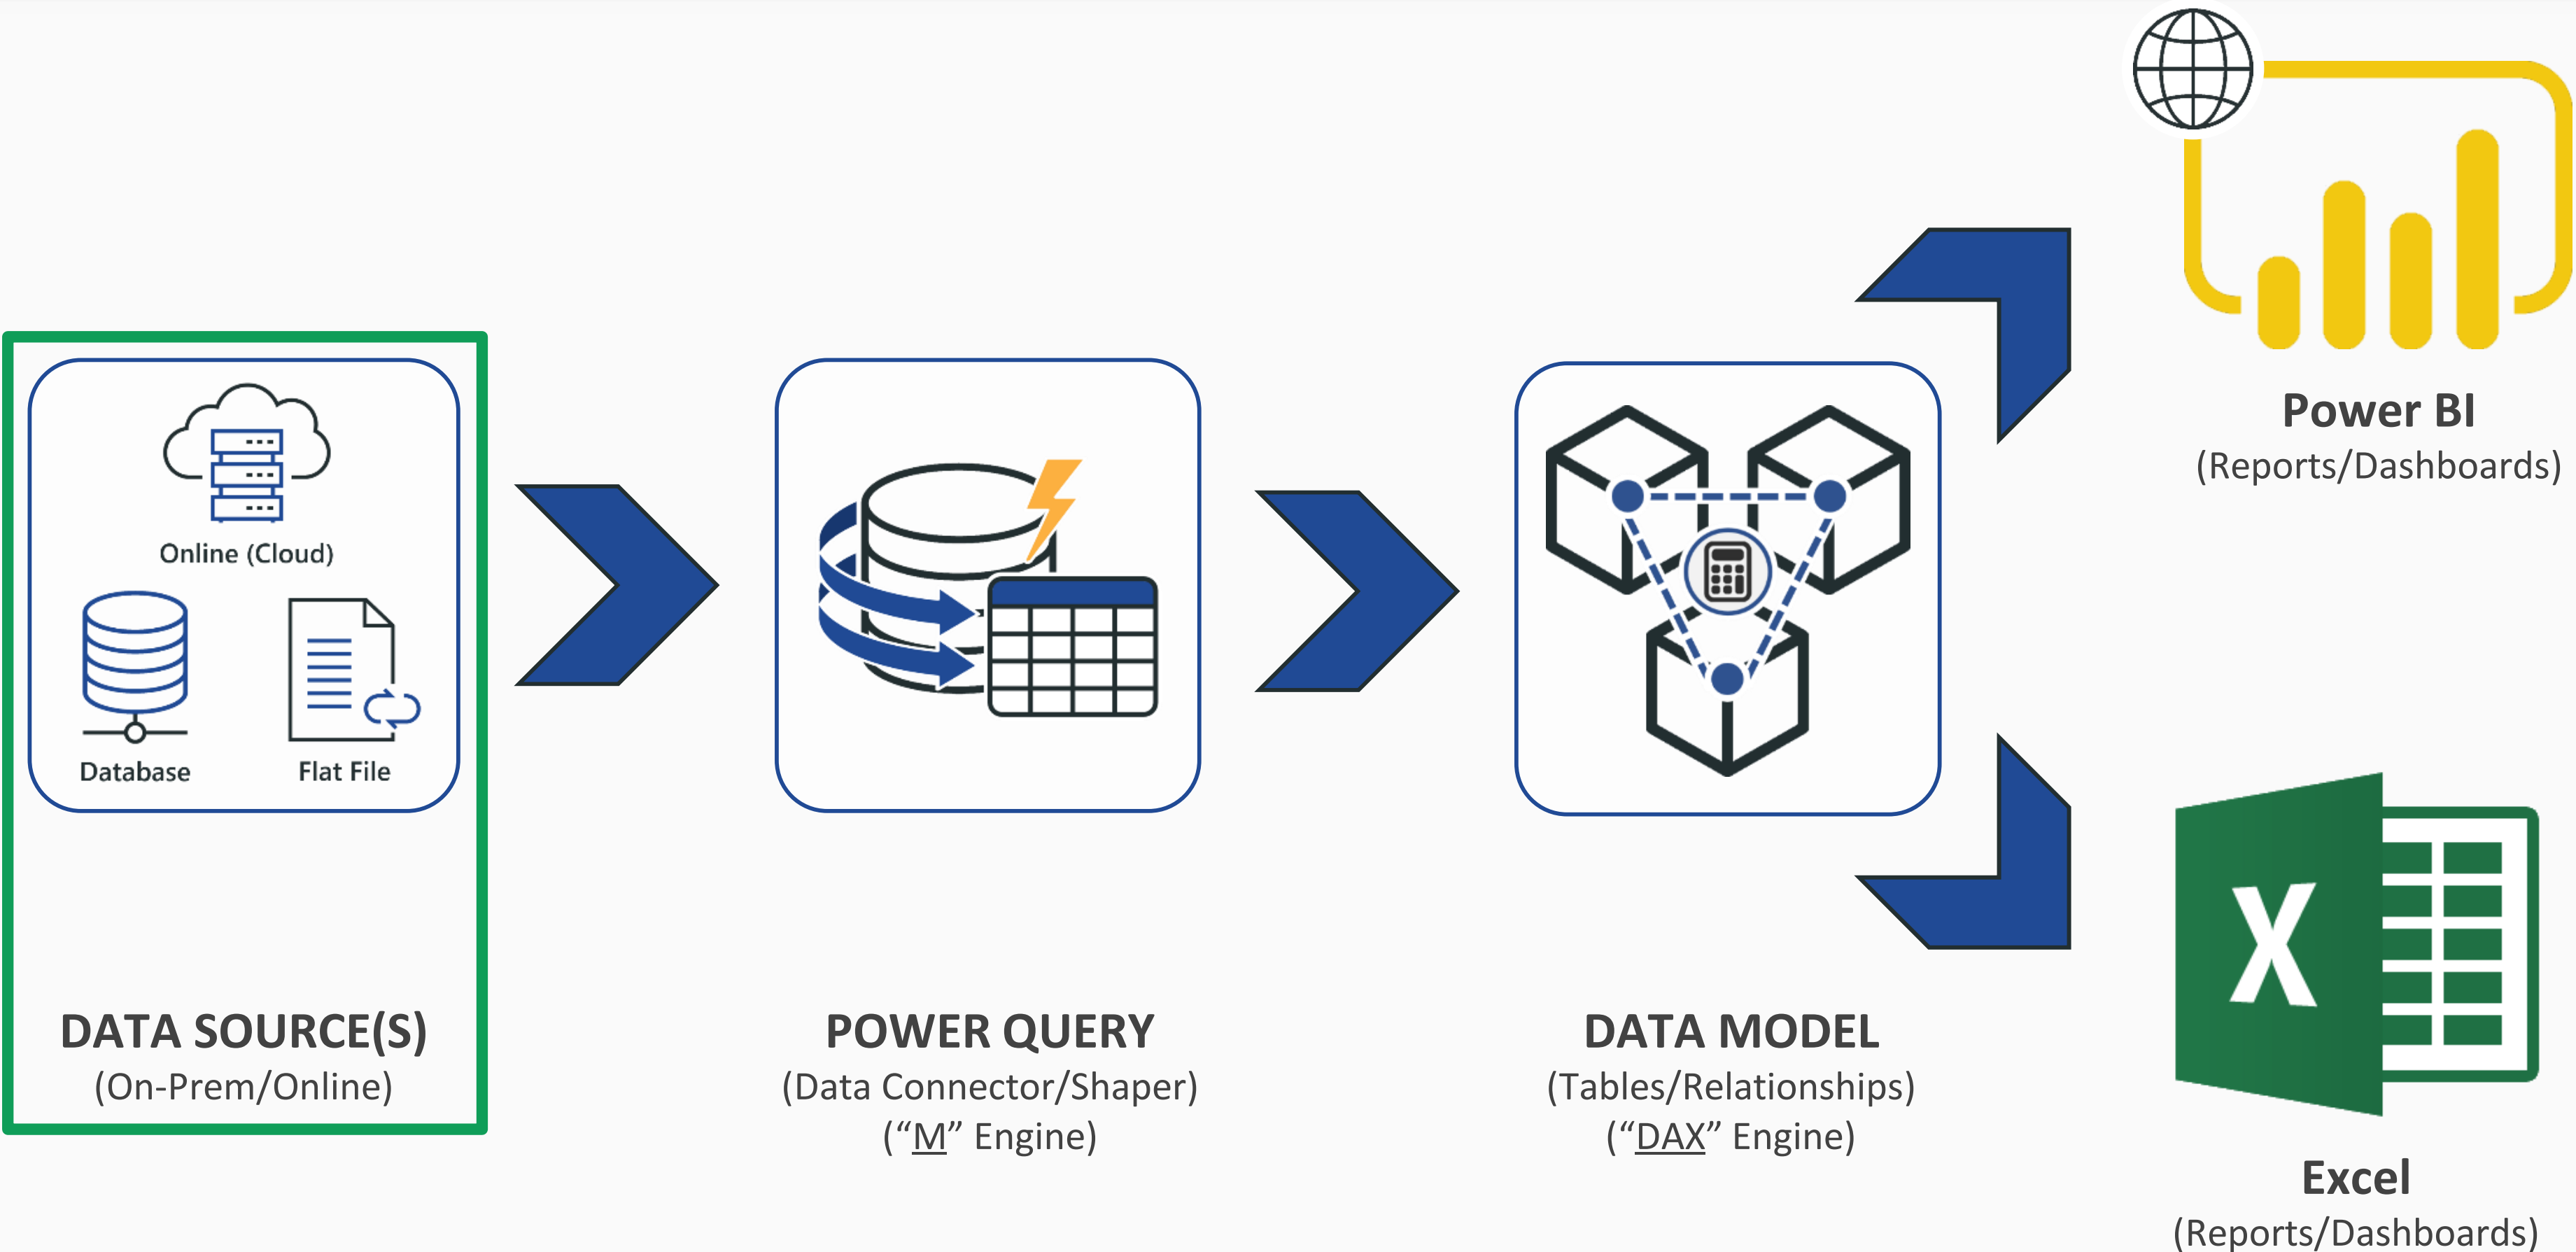 Online (Cloud)
Database
Flat File
DATA SOURCE(S)
(On-Prem/Online)
POWER QUERY
(Data Connector/Shaper)
(“M” Engine)
DATA MODEL
(Tables/Relationships)
(“DAX” Engine)
Power BI
(Reports/Dashboards)
X
Excel
(Reports/Dashboards)